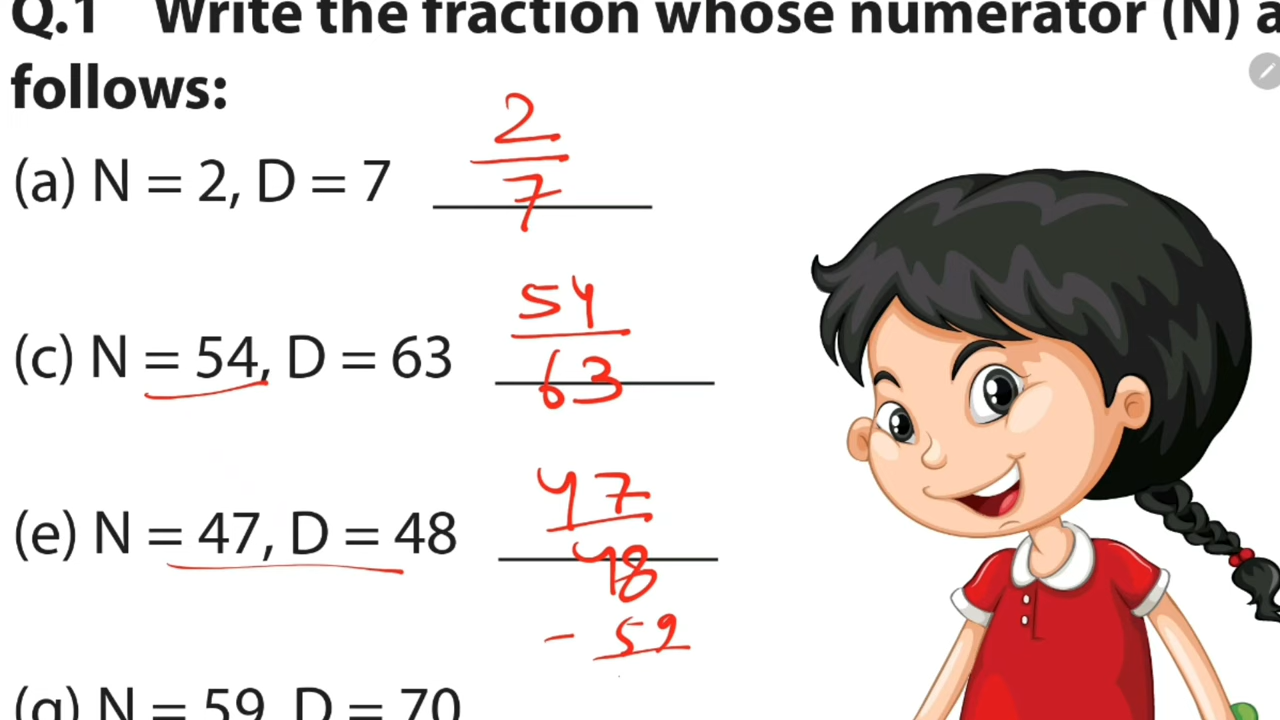 Q.1 Write the fraction whose numerator (N) a
follows:
(a) N = 2, D = 7
2
7
(c) N = 54, D = 63
54
63
(e) N = 47, D = 48
47
48
- 59
(g) N = 59, D = 70